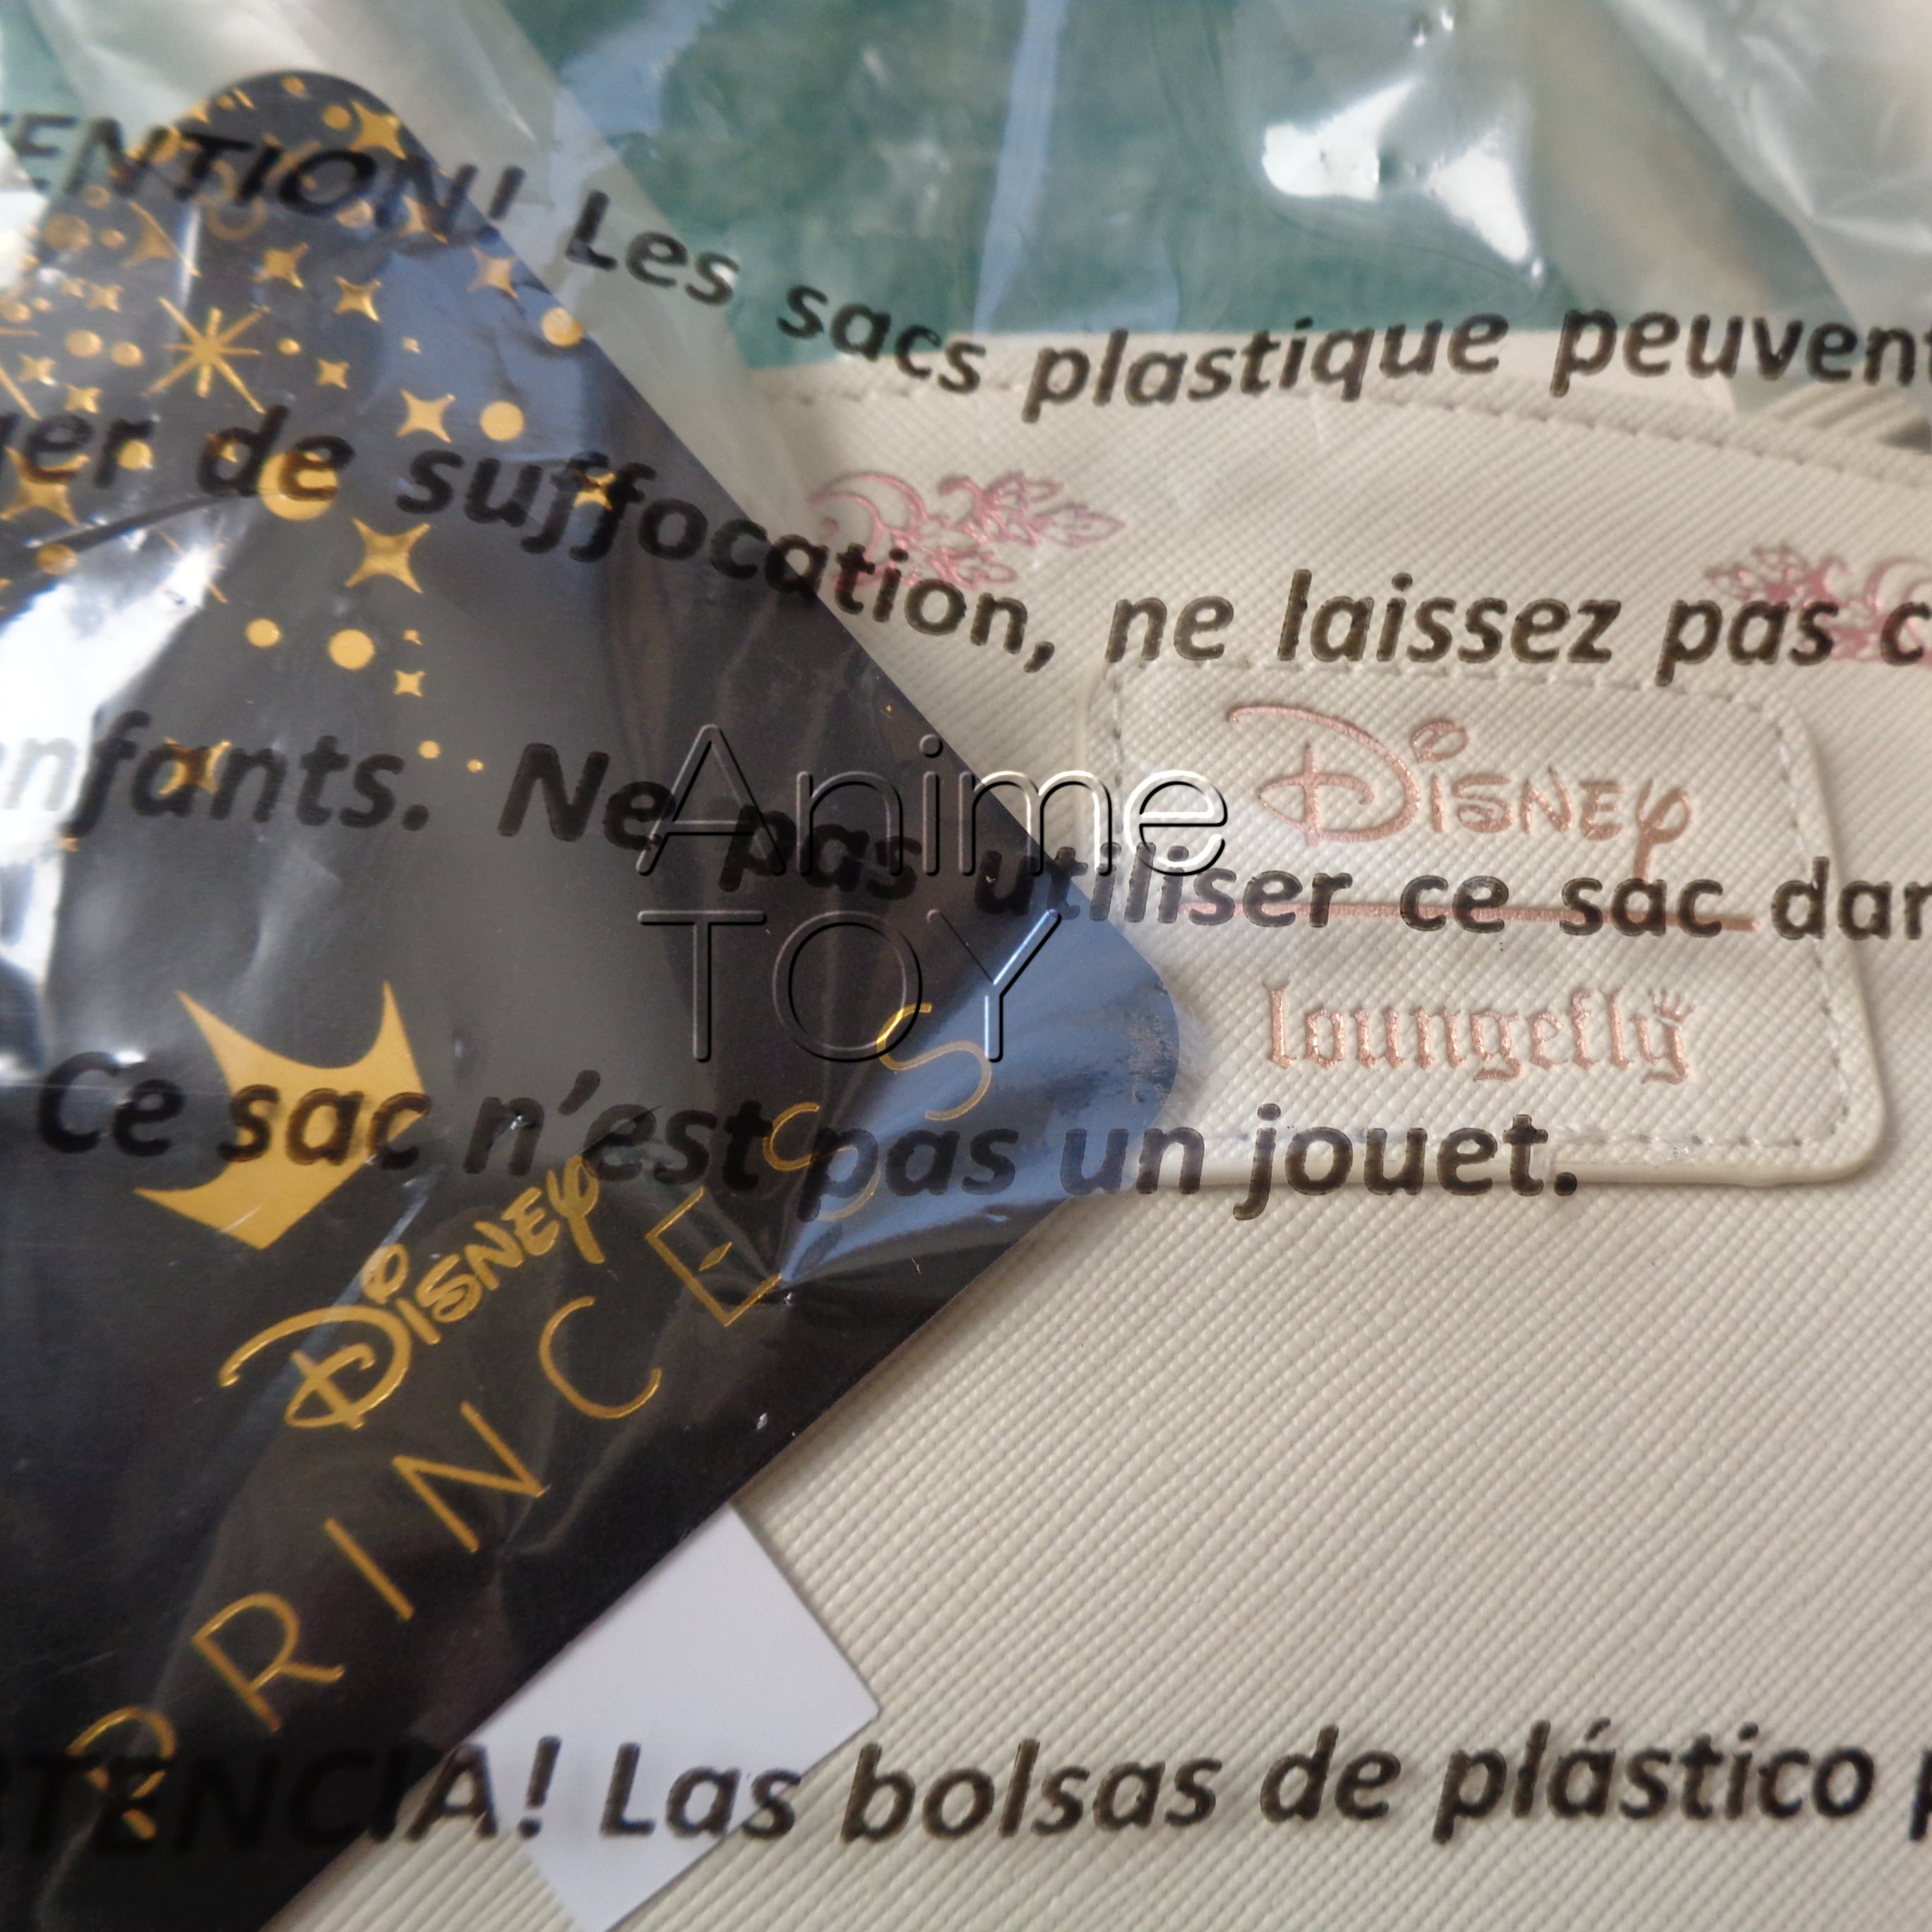 ENTION! Les sacs plastique peuvent
ger de suffocation, ne laissez pas c
nfants. Ne pas utiliser ce sac dan
Ce sac n'est pas un jouet.
TENCIA! Las bolsas de plástico p
Disney
PRINCESS
Disney
loungefly
Anime
TOY